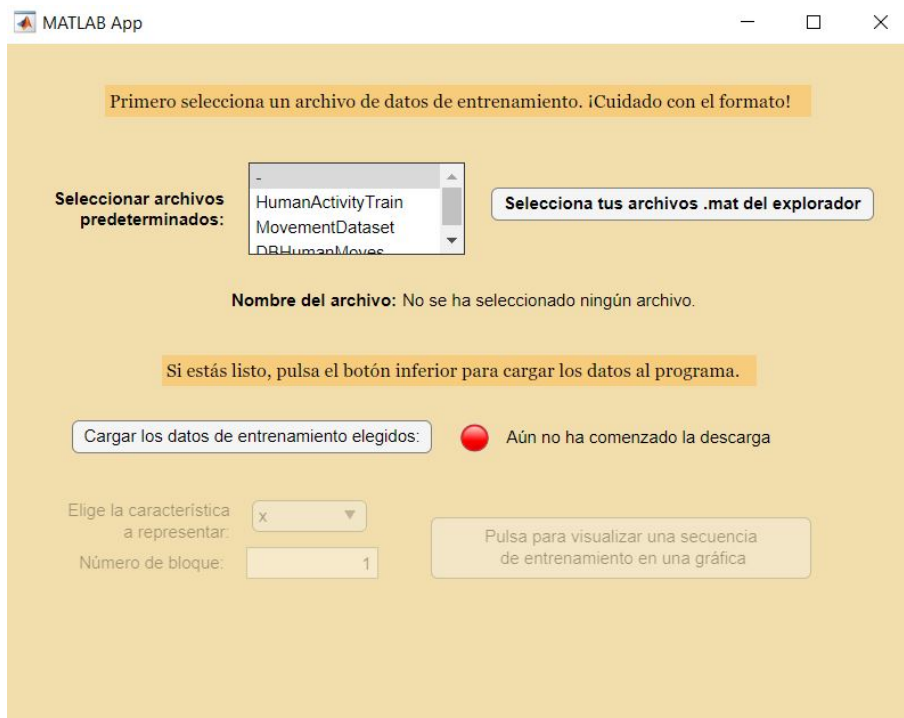 MATLAB App
Primero selecciona un archivo de datos de entrenamiento. ¡Cuidado con el formato!
Seleccionar archivos
predeterminados:
-
HumanActivityTrain
MovementDataset
DBHumanMoves
Selecciona tus archivos .mat del explorador
Nombre del archivo: No se ha seleccionado ningún archivo.
Si estás listo, pulsa el botón inferior para cargar los datos al programa.
Cargar los datos de entrenamiento elegidos:
Aún no ha comenzado la descarga
Elige la característica
a representar:
x
Número de bloque:
1
Pulsa para visualizar una secuencia
de entrenamiento en una gráfica